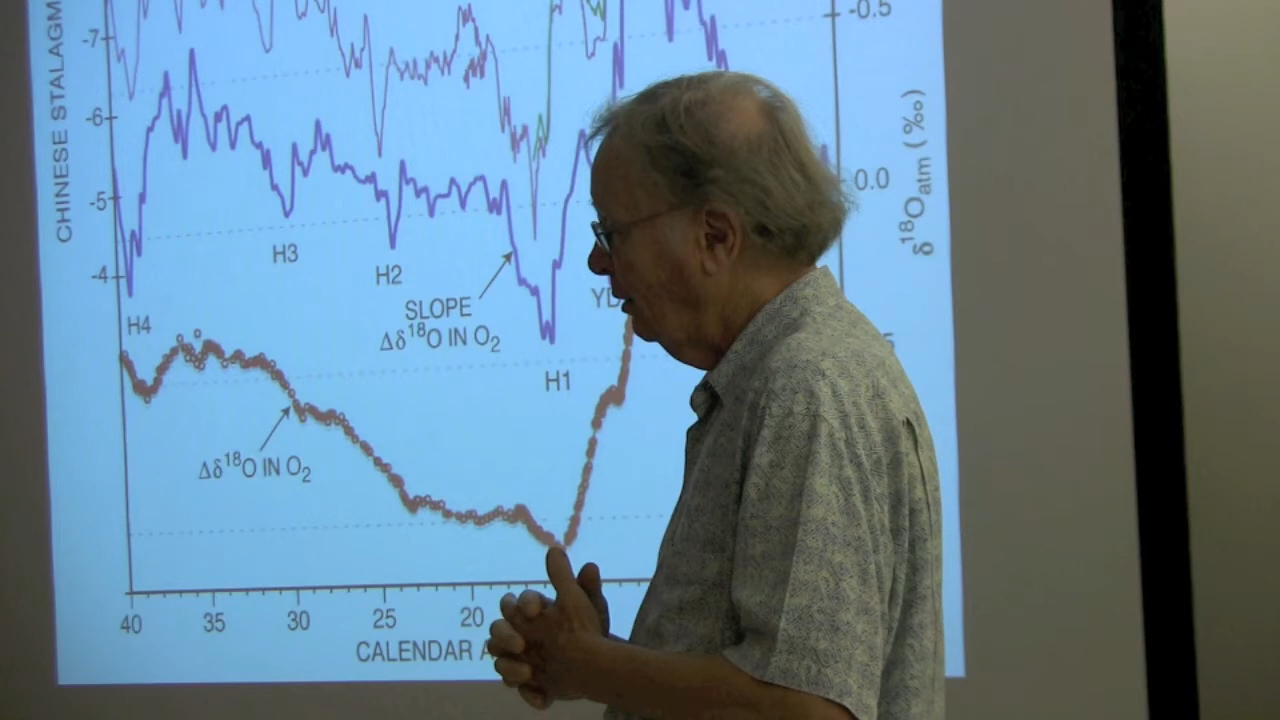 CHINESE STALAGM
-7
-6
-5
-4
-0.5
0.0
δ18Oatm (‰)
H3
H2
H4
SLOPE
Δδ18O IN O2
YD
H1
Δδ18O IN O2
40
35
30
25
20
CALENDAR A